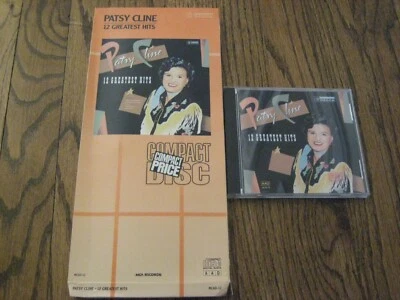 PATSY CLINE
12 GREATEST HITS
Patsy Cline
12 GREATEST HITS
COMPACT
COMPACT
PRICE
DISC
MCA RECORDS
PATSY CLINE • 12 GREATEST HITS
Patsy Cline
12 GREATEST HITS
MCA